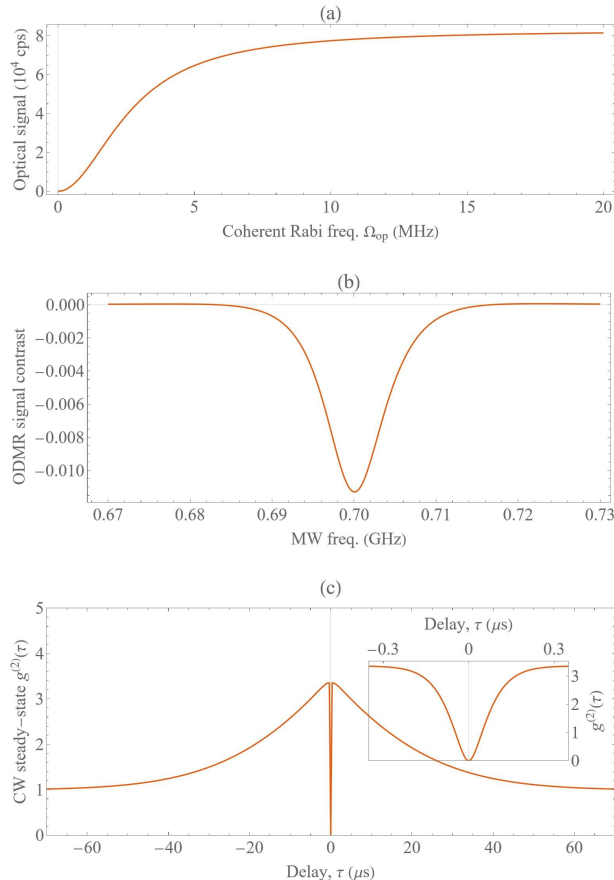 (a)
Optical signal (10⁴ cps)
8
6
4
2
0
0 5 10 15 20
Coherent Rabi freq. Ωop (MHz)
(b)
ODMR signal contrast
0.000
−0.002
−0.004
−0.006
−0.008
−0.010
0.67 0.68 0.69 0.70 0.71 0.72 0.73
MW freq. (GHz)
(c)
CW steady−state g⁽²⁾(τ)
5
4
3
2
1
0
−60 −40 −20 0 20 40 60
Delay, τ (μs)
Delay, τ (μs)
−0.3 0 0.3
3
2
1
0
g⁽²⁾(τ)